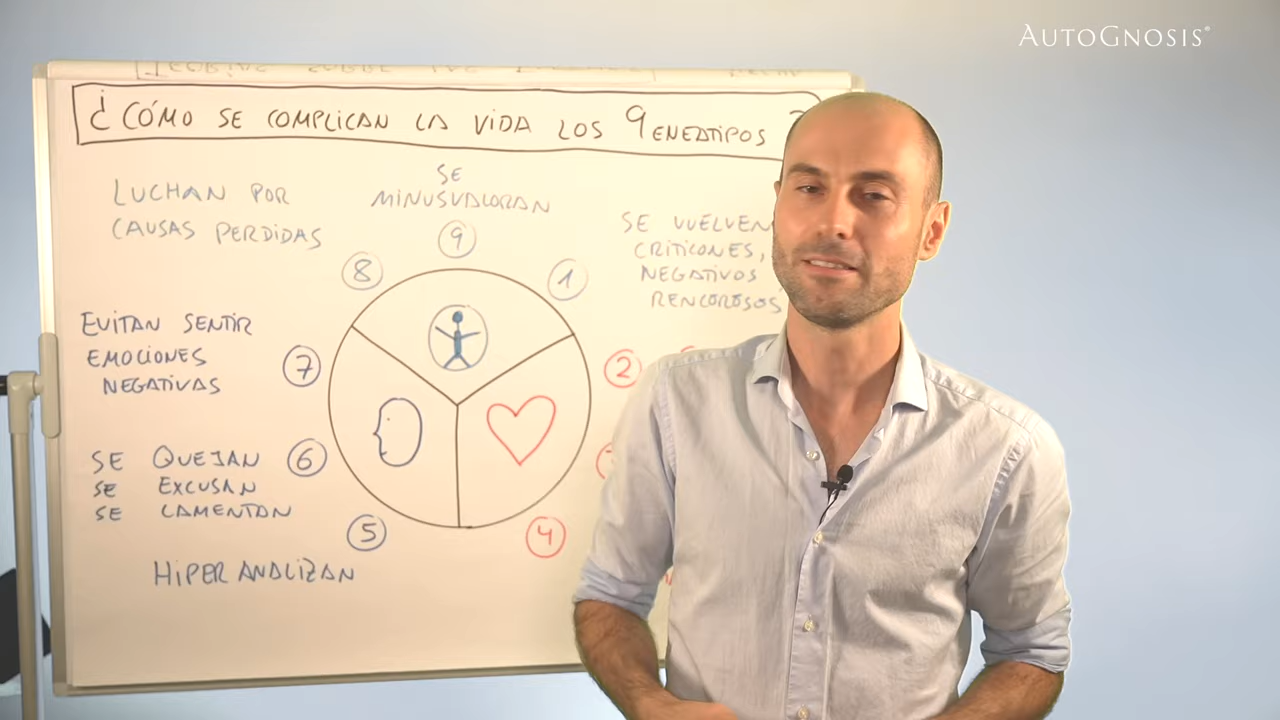 AUTOGNOSIS®
¿CÓMO SE COMPLICAN LA VIDA LOS 9 ENEATIPOS ?
LUCHAN POR
CAUSAS PERDIDAS
SE
MINUSVALORAN
SE VUELVEN
CRITICONES,
NEGATIVOS
RENCOROSOS
9
8
1
EVITAN SENTIR
EMOCIONES
NEGATIVAS
7
2
SE QUEJAN
SE EXCUSAN
SE LAMENTAN
6
5
4
HIPER ANALIZAN